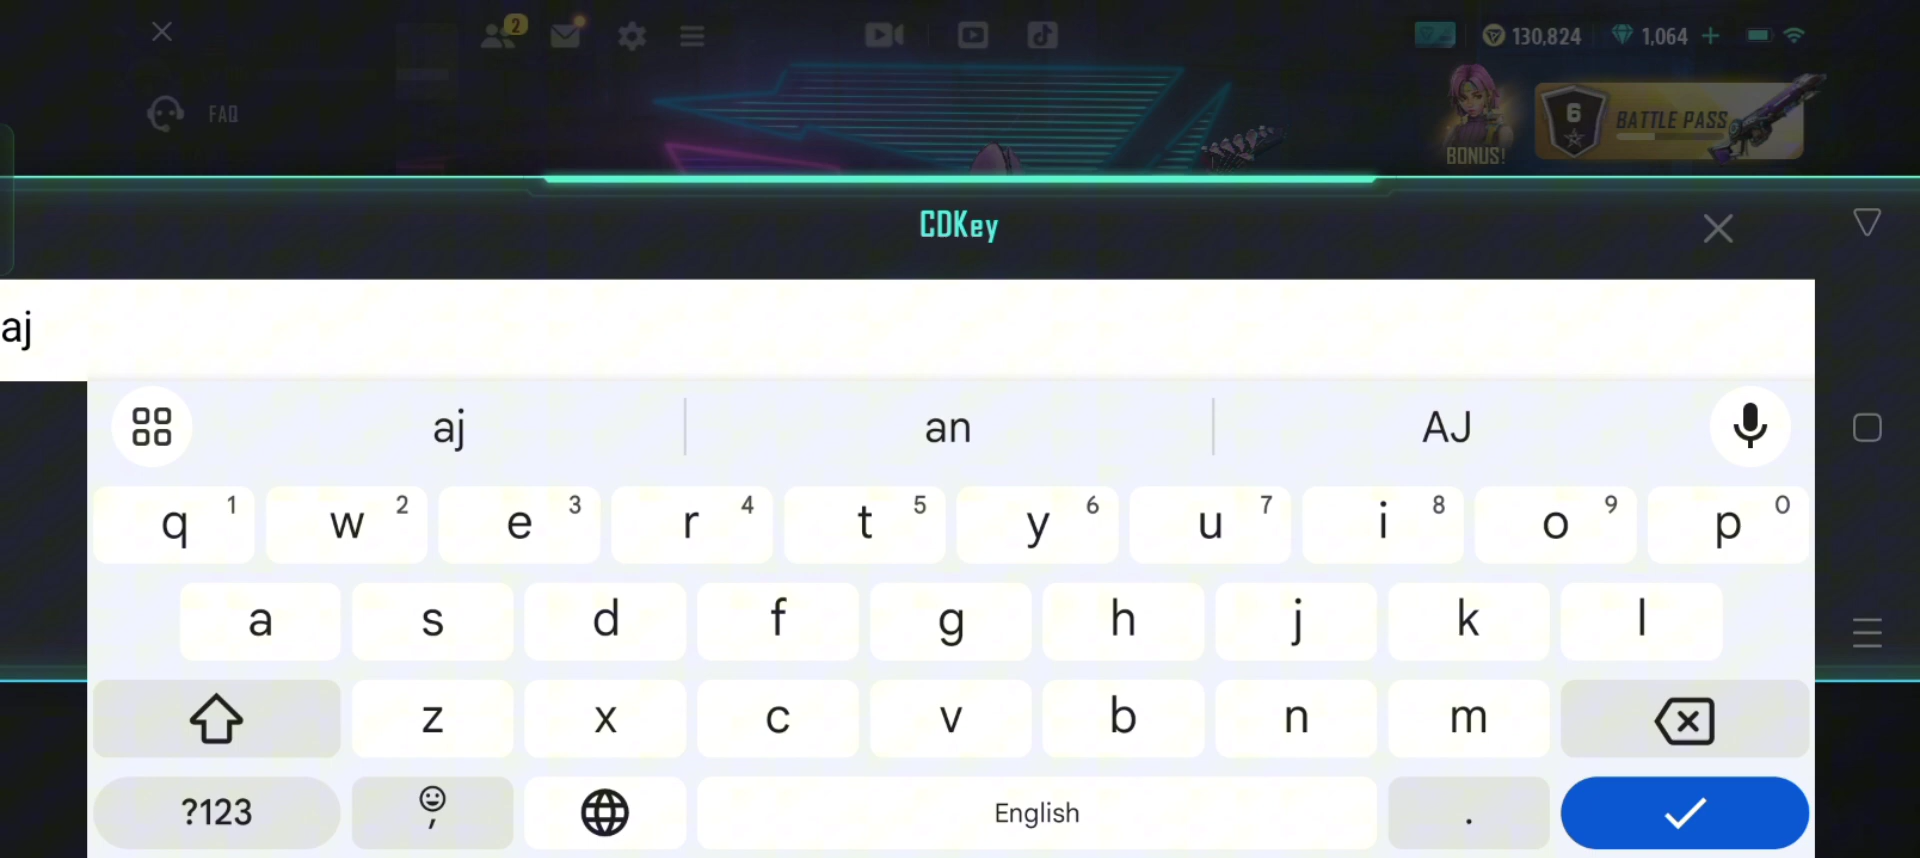 2
130,824
1,064
FAQ
6
BATTLE PASS
BONUS!
CDKey
aj
aj an AJ
q 1 w 2 e 3 r 4 t 5 y 6 u 7 i 8 o 9 p 0
a s d f g h j k l
z x c v b n m
?123 , English .